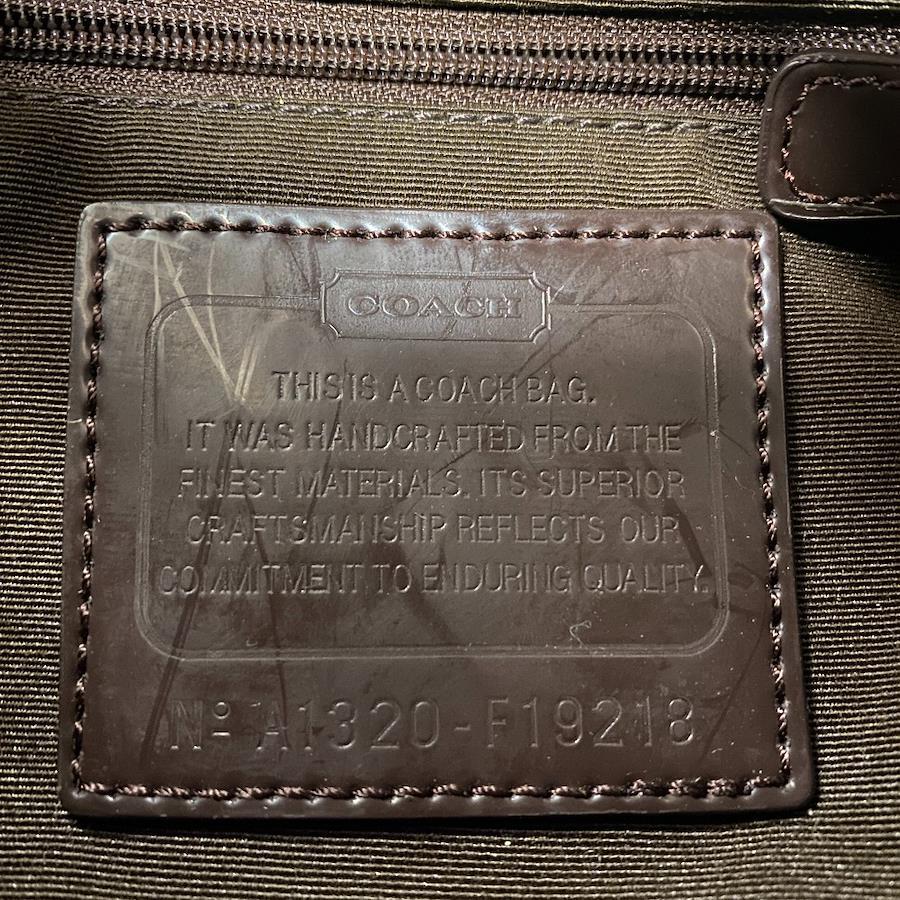 COACH
THIS IS A COACH BAG.
IT WAS HANDCRAFTED FROM THE
FINEST MATERIALS. ITS SUPERIOR
CRAFTSMANSHIP REFLECTS OUR
COMMITMENT TO ENDURING QUALITY.
Nº A1320-F19218